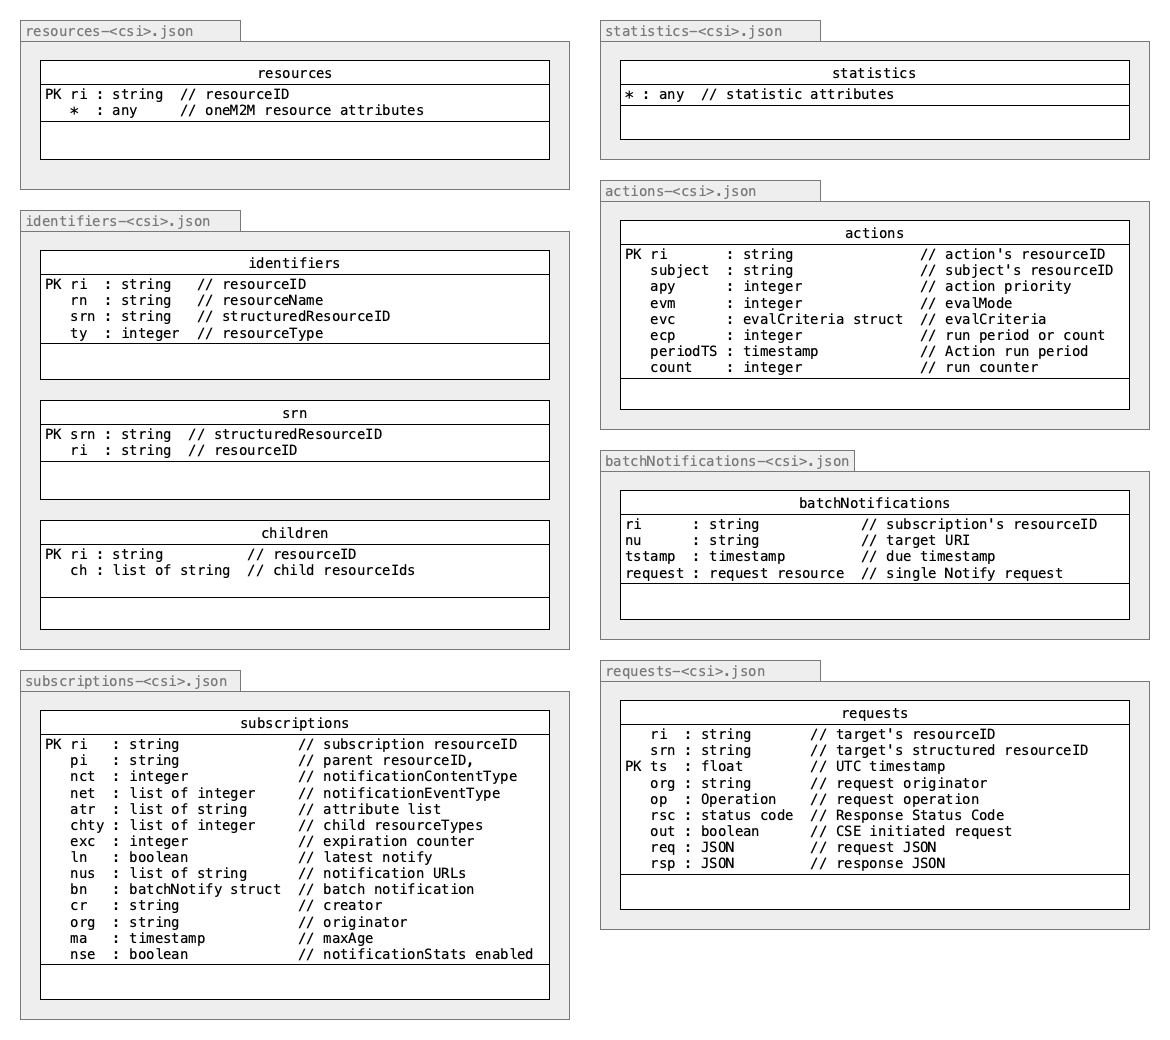 resources-<csi>.json
resources
PK ri : string  // resourceID
   *  : any     // oneM2M resource attributes
identifiers-<csi>.json
identifiers
PK ri  : string   // resourceID
   rn  : string   // resourceName
   srn : string   // structuredResourceID
   ty  : integer  // resourceType
srn
PK srn : string  // structuredResourceID
   ri  : string  // resourceID
children
PK ri : string          // resourceID
   ch : list of string  // child resourceIds
subscriptions-<csi>.json
subscriptions
PK ri   : string              // subscription resourceID
   pi   : string              // parent resourceID,
   nct  : integer             // notificationContentType
   net  : list of integer     // notificationEventType
   atr  : list of string      // attribute list
   chty : list of integer     // child resourceTypes
   exc  : integer             // expiration counter
   ln   : boolean             // latest notify
   nus  : list of string      // notification URLs
   bn   : batchNotify struct  // batch notification
   cr   : string              // creator
   org  : string              // originator
   ma   : timestamp           // maxAge
   nse  : boolean             // notificationStats enabled
statistics-<csi>.json
statistics
* : any  // statistic attributes
actions-<csi>.json
actions
PK ri       : string               // action's resourceID
   subject  : string               // subject's resourceID
   apy      : integer              // action priority
   evm      : integer              // evalMode
   evc      : evalCriteria struct  // evalCriteria
   ecp      : integer              // run period or count
   periodTS : timestamp            // Action run period
   count    : integer              // run counter
batchNotifications-<csi>.json
batchNotifications
ri      : string            // subscription's resourceID
nu      : string            // target URI
tstamp  : timestamp         // due timestamp
request : request resource  // single Notify request
requests-<csi>.json
requests
   ri  : string       // target's resourceID
   srn : string       // target's structured resourceID
PK ts  : float        // UTC timestamp
   org : string       // request originator
   op  : Operation    // request operation
   rsc : status code  // Response Status Code
   out : boolean      // CSE initiated request
   req : JSON         // request JSON
   rsp : JSON         // response JSON